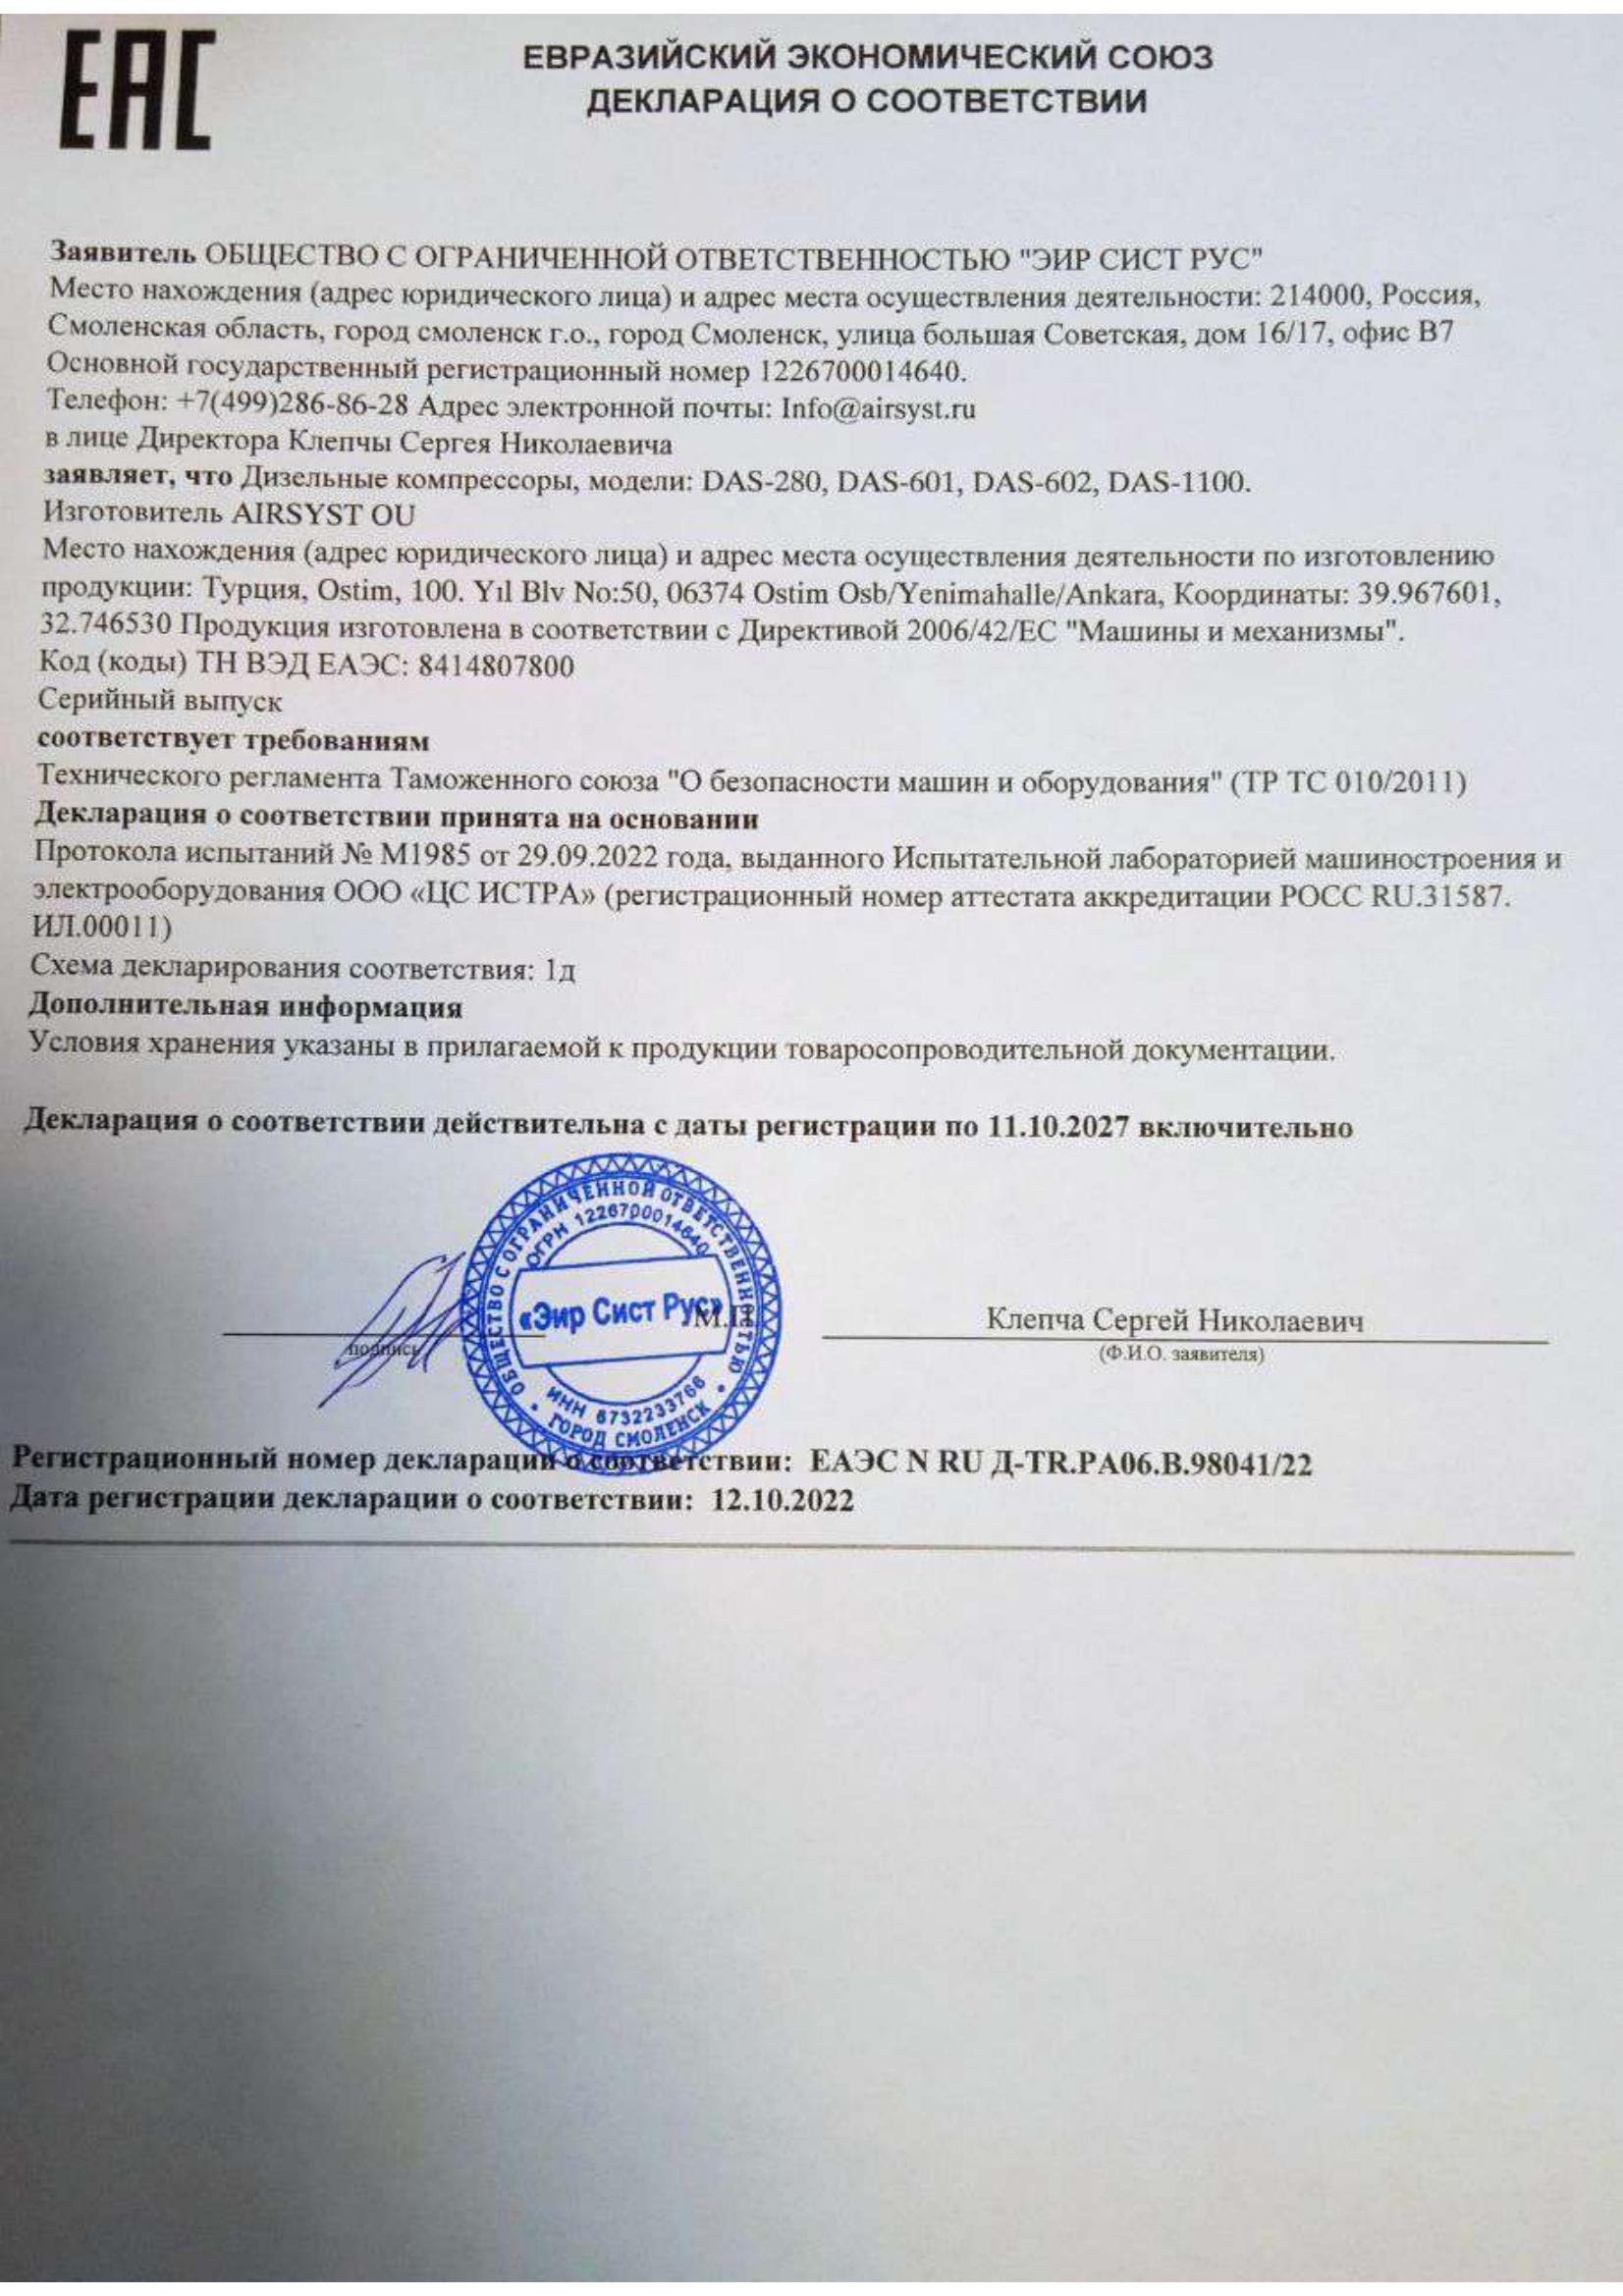 ЕАС
ЕВРАЗИЙСКИЙ ЭКОНОМИЧЕСКИЙ СОЮЗ
ДЕКЛАРАЦИЯ О СООТВЕТСТВИИ
Заявитель ОБЩЕСТВО С ОГРАНИЧЕННОЙ ОТВЕТСТВЕННОСТЬЮ "ЭИР СИСТ РУС"
Место нахождения (адрес юридического лица) и адрес места осуществления деятельности: 214000, Россия,
Смоленская область, город смоленск г.о., город Смоленск, улица большая Советская, дом 16/17, офис В7
Основной государственный регистрационный номер 1226700014640.
Телефон: +7(499)286-86-28 Адрес электронной почты: Info@airsyst.ru
в лице Директора Клепчы Сергея Николаевича
заявляет, что Дизельные компрессоры, модели: DAS-280, DAS-601, DAS-602, DAS-1100.
Изготовитель AIRSYST OU
Место нахождения (адрес юридического лица) и адрес места осуществления деятельности по изготовлению
продукции: Турция, Ostim, 100. Yıl Blv No:50, 06374 Ostim Osb/Yenimahalle/Ankara, Координаты: 39.967601,
32.746530 Продукция изготовлена в соответствии с Директивой 2006/42/ЕС "Машины и механизмы".
Код (коды) ТН ВЭД ЕАЭС: 8414807800
Серийный выпуск
соответствует требованиям
Технического регламента Таможенного союза "О безопасности машин и оборудования" (ТР ТС 010/2011)
Декларация о соответствии принята на основании
Протокола испытаний № М1985 от 29.09.2022 года, выданного Испытательной лабораторией машиностроения и
электрооборудования ООО «ЦС ИСТРА» (регистрационный номер аттестата аккредитации РОСС RU.31587.
ИЛ.00011)
Схема декларирования соответствия: 1д
Дополнительная информация
Условия хранения указаны в прилагаемой к продукции товаросопроводительной документации.
Декларация о соответствии действительна с даты регистрации по 11.10.2027 включительно
ОБЩЕСТВО С ОГРАНИЧЕННОЙ ОТВЕТСТВЕННОСТЬЮ
ОГРН 1226700014640
«Эир Сист Рус»
М.П.
ИНН 6732233766
ГОРОД СМОЛЕНСК
подпись
Клепча Сергей Николаевич
(Ф.И.О. заявителя)
Регистрационный номер декларации о соответствии: ЕАЭС N RU Д-TR.РА06.В.98041/22
Дата регистрации декларации о соответствии: 12.10.2022